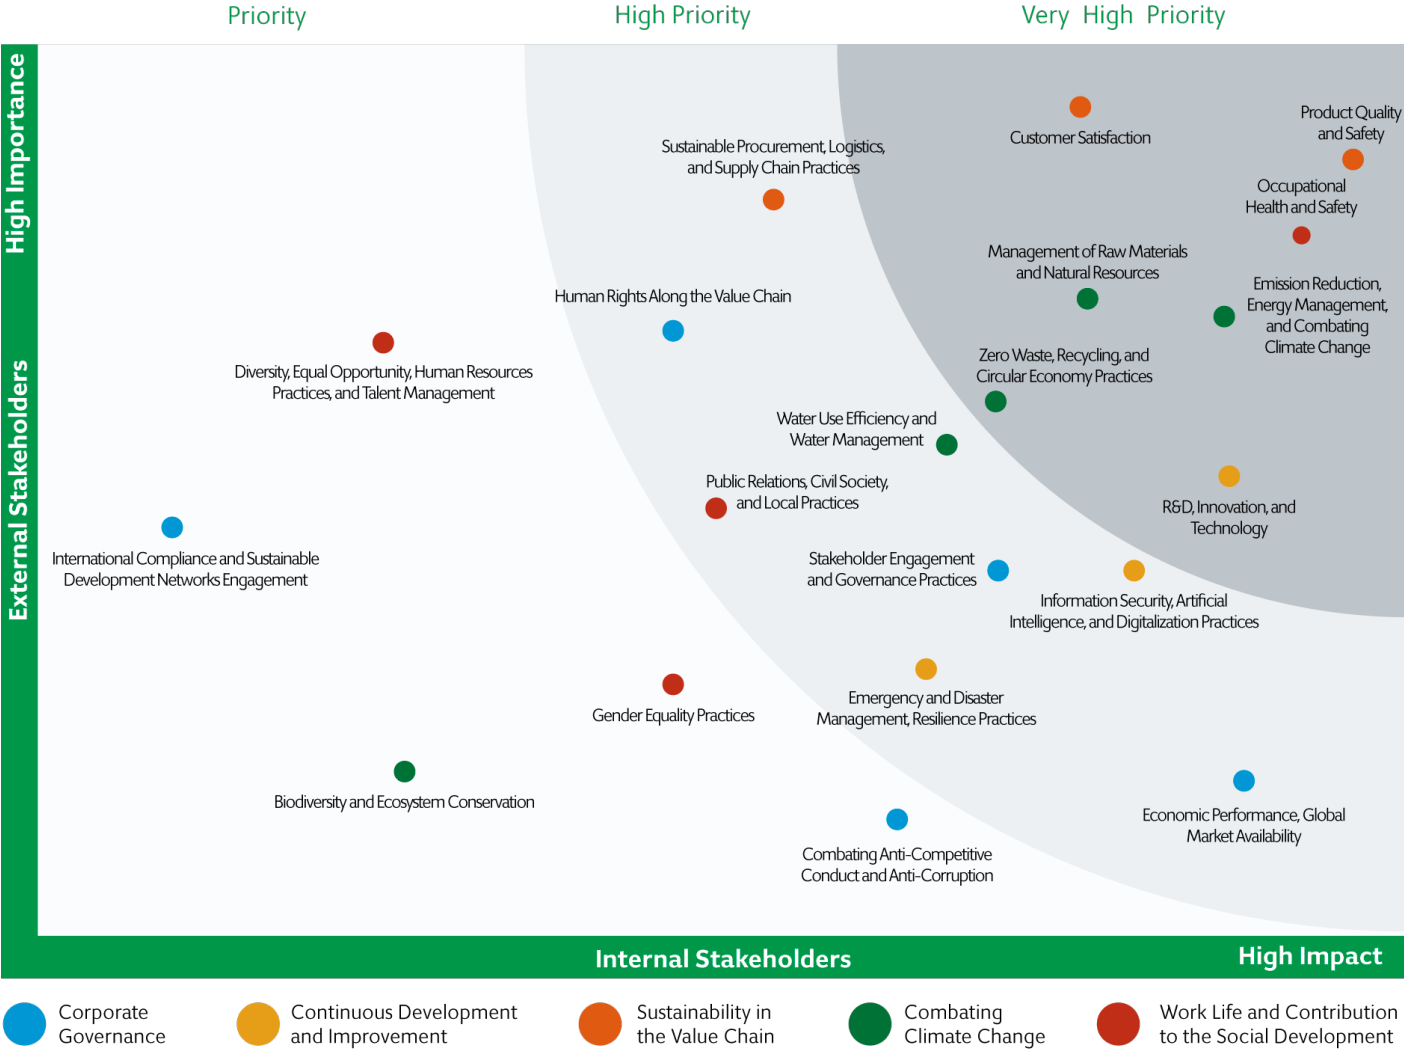 Priority
High Priority
Very High Priority
High Importance
External Stakeholders
Customer Satisfaction
Product Quality
and Safety
Sustainable Procurement, Logistics,
and Supply Chain Practices
Occupational
Health and Safety
Management of Raw Materials
and Natural Resources
Emission Reduction,
Energy Management,
and Combating
Climate Change
Human Rights Along the Value Chain
Zero Waste, Recycling, and
Circular Economy Practices
Diversity, Equal Opportunity, Human Resources
Practices, and Talent Management
Water Use Efficiency and
Water Management
Public Relations, Civil Society,
and Local Practices
R&D, Innovation, and
Technology
International Compliance and Sustainable
Development Networks Engagement
Stakeholder Engagement
and Governance Practices
Information Security, Artificial
Intelligence, and Digitalization Practices
Emergency and Disaster
Management, Resilience Practices
Gender Equality Practices
Biodiversity and Ecosystem Conservation
Economic Performance, Global
Market Availability
Combating Anti-Competitive
Conduct and Anti-Corruption
Internal Stakeholders
High Impact
Corporate
Governance
Continuous Development
and Improvement
Sustainability in
the Value Chain
Combating
Climate Change
Work Life and Contribution
to the Social Development